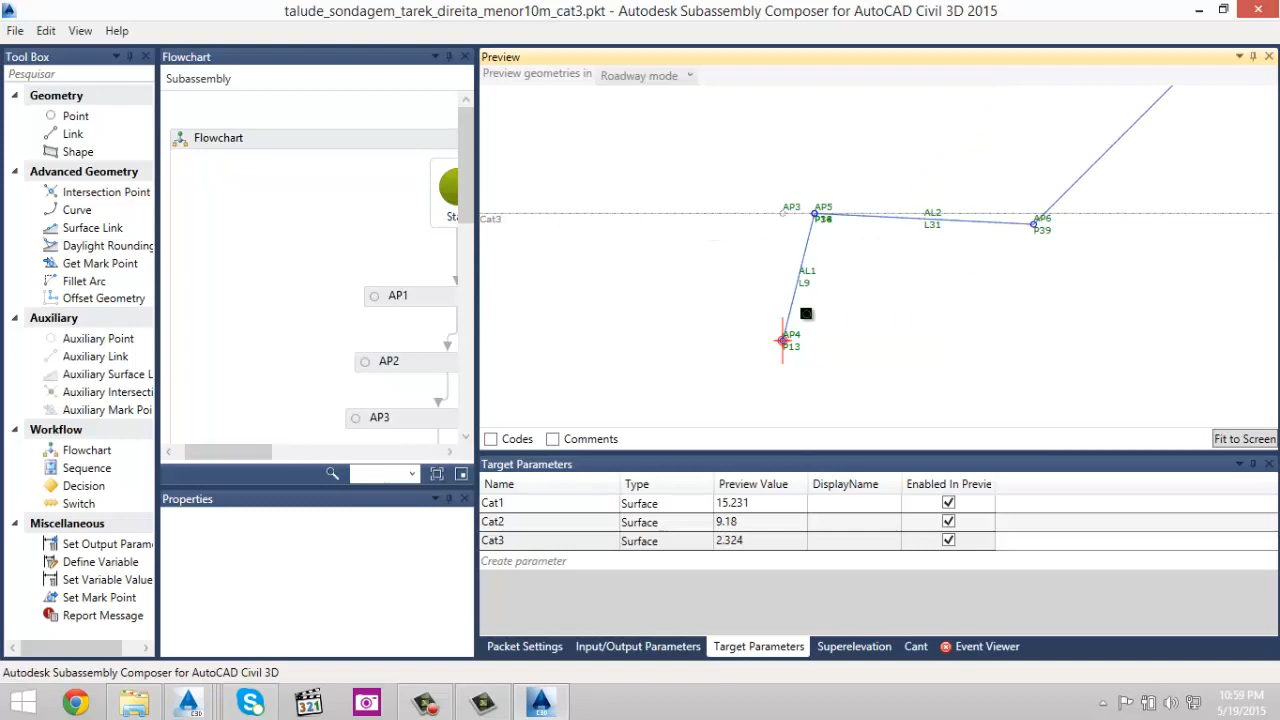 talude_sondagem_tarek_direita_menor10m_cat3.pkt - Autodesk Subassembly Composer for AutoCAD Civil 3D 2015
File Edit View Help
Tool Box
Pesquisar
Geometry
Point
Link
Shape
Advanced Geometry
Intersection Point
Curve
Surface Link
Daylight Rounding
Get Mark Point
Fillet Arc
Offset Geometry
Auxiliary
Auxiliary Point
Auxiliary Link
Auxiliary Surface L
Auxiliary Intersecti
Auxiliary Mark Poi
Workflow
Flowchart
Sequence
Decision
Switch
Miscellaneous
Set Output Param
Define Variable
Set Variable Value
Set Mark Point
Report Message
Flowchart
Subassembly
Flowchart
Sta
AP1
AP2
AP3
Properties
Preview
Preview geometries in Roadway mode
Cat3
AP3 AP5
AL2
L31
AP6
P39
AL1
L9
AP4
P13
Codes Comments Fit to Screen
Target Parameters
Name Type Preview Value DisplayName Enabled In Previe
Cat1 Surface 15.231
Cat2 Surface 9.18
Cat3 Surface 2.324
Create parameter
Packet Settings Input/Output Parameters Target Parameters Superelevation Cant Event Viewer
Autodesk Subassembly Composer for AutoCAD Civil 3D
C3D
321
C3D
10:59 PM
5/19/2015